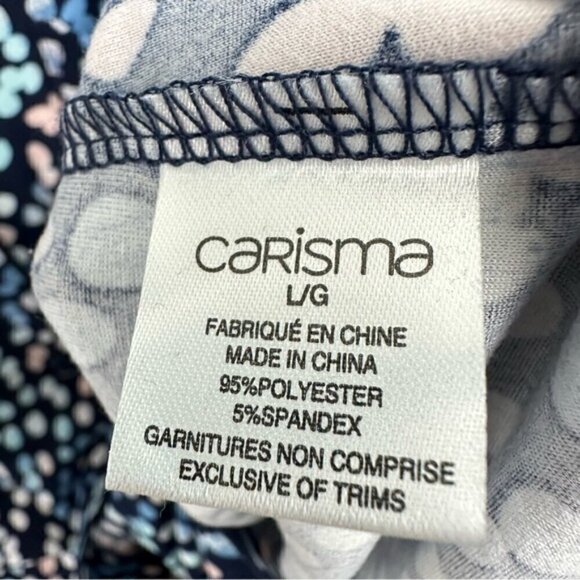 carisma
L/G
FABRIQUÉ EN CHINE
MADE IN CHINA
95%POLYESTER
5%SPANDEX
GARNITURES NON COMPRISE
EXCLUSIVE OF TRIMS